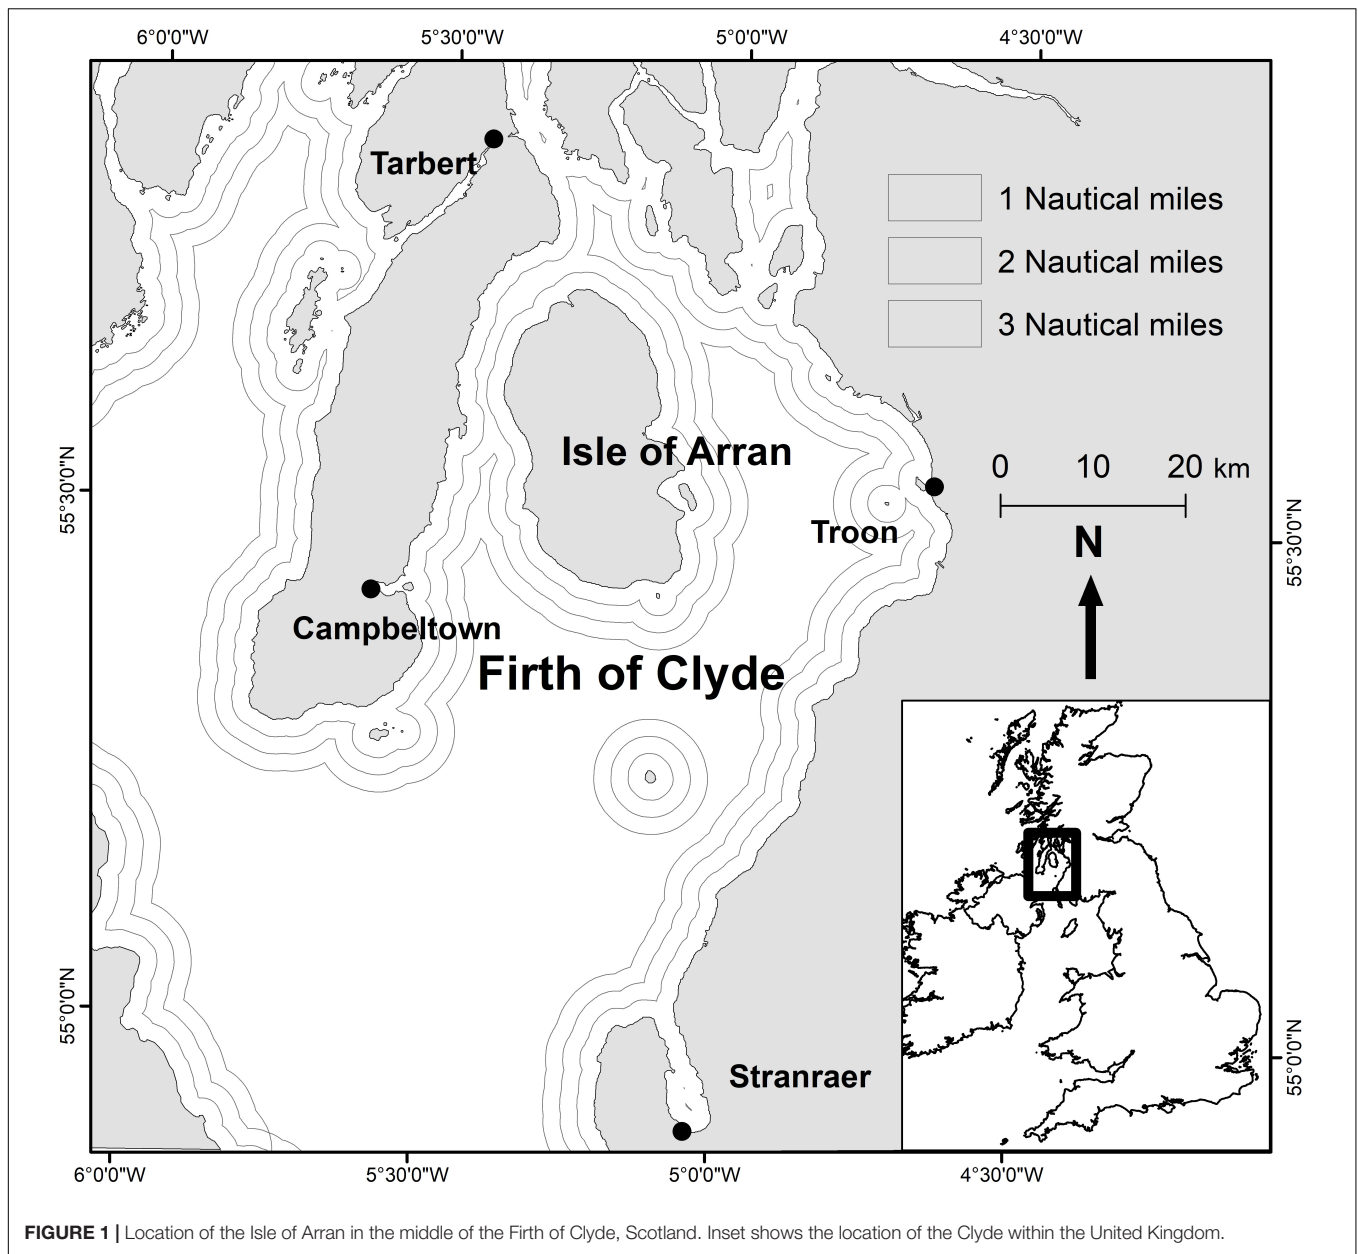 6°0'0"W 5°30'0"W 5°0'0"W 4°30'0"W
Tarbert
1 Nautical miles
2 Nautical miles
3 Nautical miles
Isle of Arran
0 10 20 km
55°30'0"N
Troon
N
55°30'0"N
Campbeltown
Firth of Clyde
55°0'0"N
55°0'0"N
Stranraer
6°0'0"W 5°30'0"W 5°0'0"W 4°30'0"W
FIGURE 1 | Location of the Isle of Arran in the middle of the Firth of Clyde, Scotland. Inset shows the location of the Clyde within the United Kingdom.